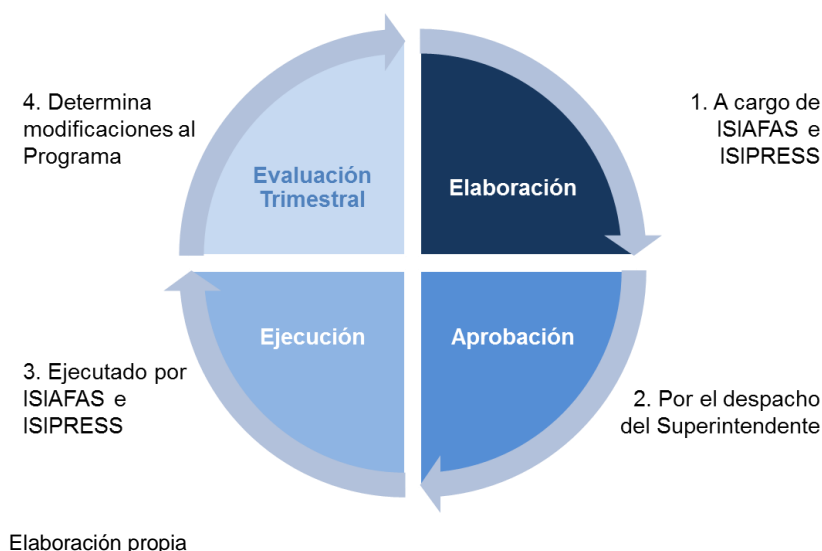 4. Determina
modificaciones al
Programa
1. A cargo de
ISIAFAS e
ISIPRESS
Evaluación
Trimestral
Elaboración
Ejecución
Aprobación
3. Ejecutado por
ISIAFAS e
ISIPRESS
2. Por el despacho
del Superintendente
Elaboración propia